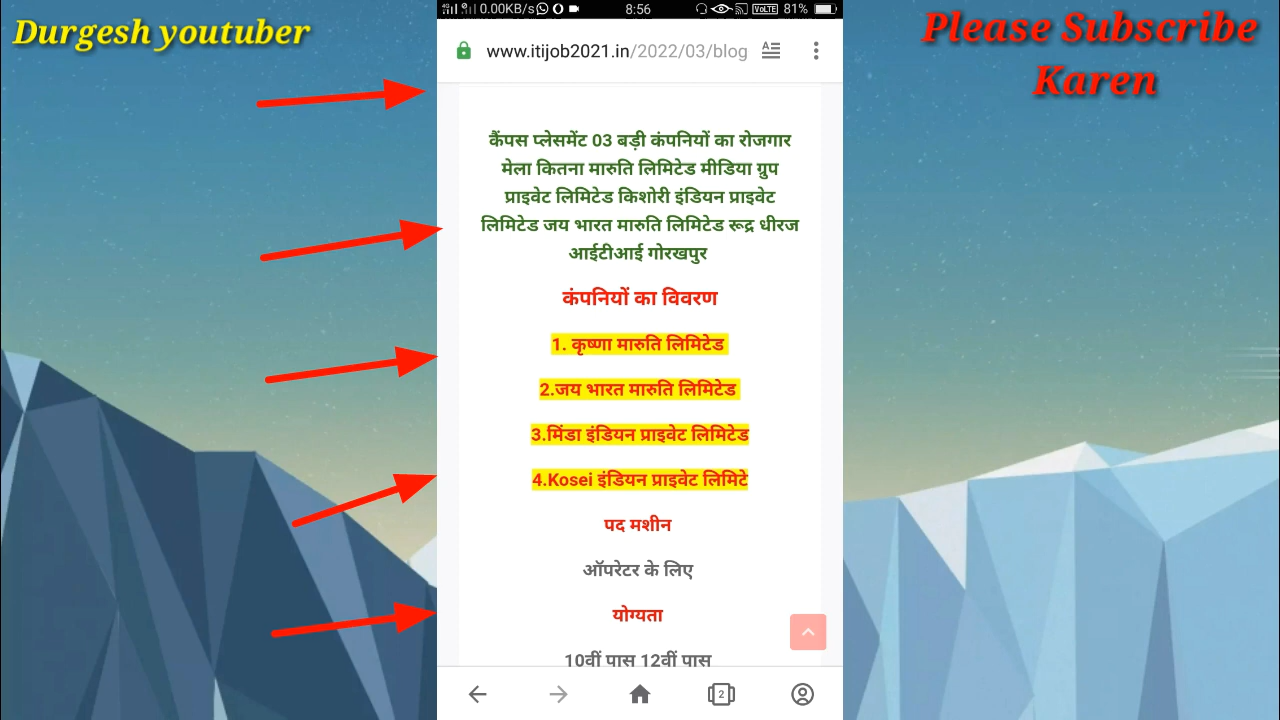 Durgesh youtuber
Please Subscribe
Karen
0.00KB/s 8:56 VoLTE 81%
www.itijob2021.in/2022/03/blog
कैंपस प्लेसमेंट 03 बड़ी कंपनियों का रोजगार
मेला कितना मारुति लिमिटेड मीडिया ग्रुप
प्राइवेट लिमिटेड किशोरी इंडियन प्राइवेट
लिमिटेड जय भारत मारुति लिमिटेड रूद्र धीरज
आईटीआई गोरखपुर
कंपनियों का विवरण
1. कृष्णा मारुति लिमिटेड
2.जय भारत मारुति लिमिटेड
3.मिंडा इंडियन प्राइवेट लिमिटेड
4.Kosei इंडियन प्राइवेट लिमिटे
पद मशीन
ऑपरेटर के लिए
योग्यता
10वीं पास 12वीं पास
2